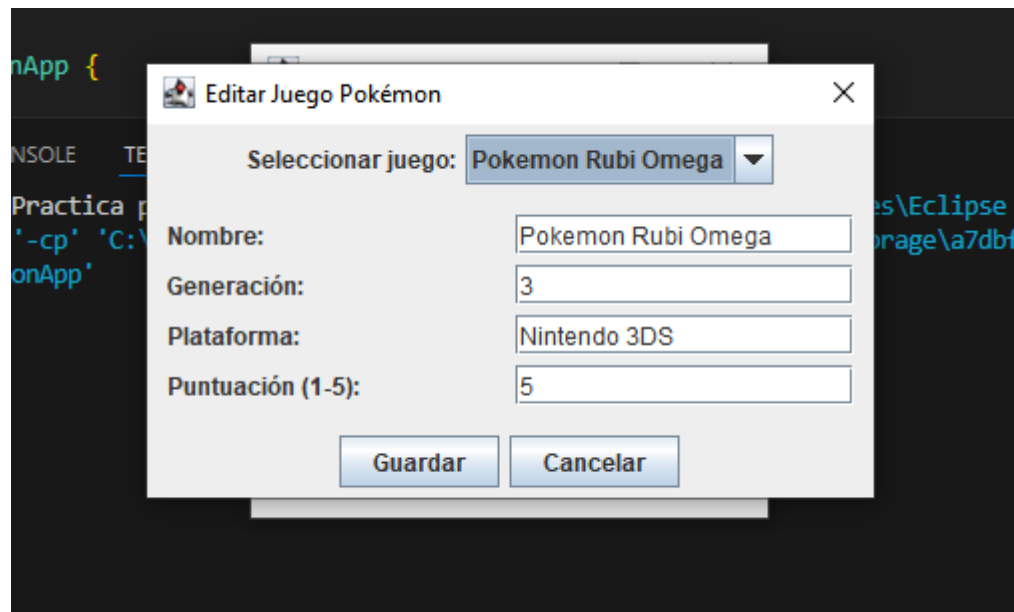 nApp {
Editar Juego Pokémon
NSOLE TE
Seleccionar juego: Pokemon Rubi Omega
Practica es\Eclipse
'-cp' 'C:\ orage\a7dbf
onApp'
Nombre: Pokemon Rubi Omega
Generación: 3
Plataforma: Nintendo 3DS
Puntuación (1-5): 5
Guardar Cancelar